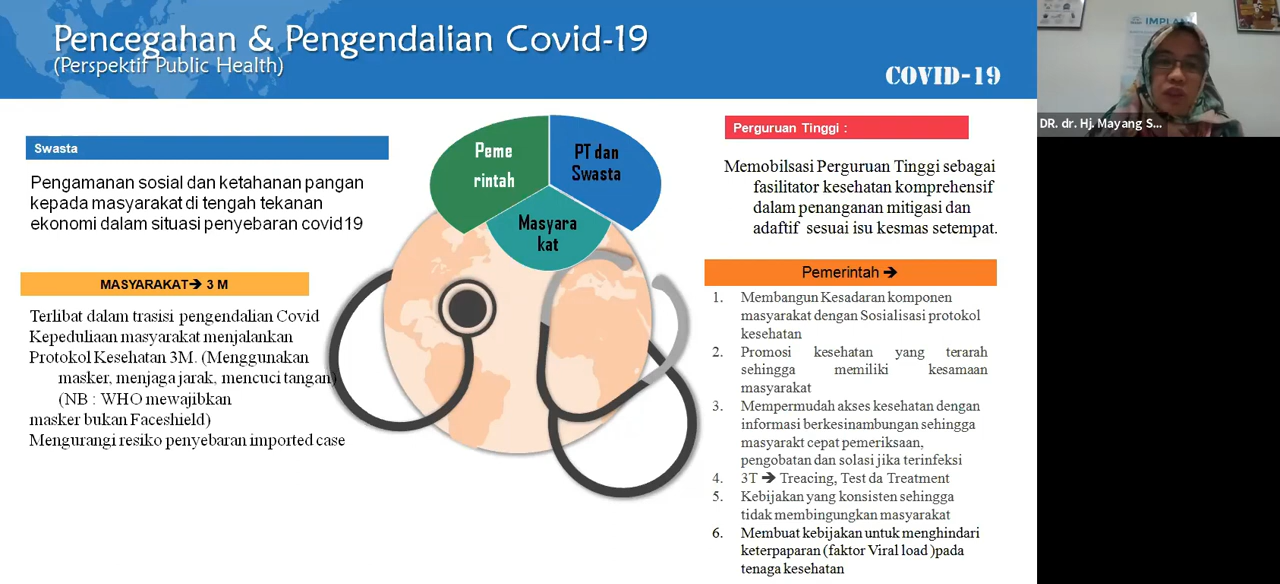 Pencegahan & Pengendalian Covid-19
(Perspektif Public Health)
COVID-19
IMPLA
DR. dr. Hj. Mayang S...
Swasta
Pengamanan sosial dan ketahanan pangan
kepada masyarakat di tengah tekanan
ekonomi dalam situasi penyebaran covid19
MASYARAKAT➔ 3 M
Terlibat dalam trasisi pengendalian Covid
Kepeduliaan masyarakat menjalankan
Protokol Kesehatan 3M. (Menggunakan
masker, menjaga jarak, mencuci tangan)
(NB : WHO mewajibkan
masker bukan Faceshield)
Mengurangi resiko penyebaran imported case
Peme
rintah
PT dan
Swasta
Masyara
kat
Perguruan Tinggi :
Memobilsasi Perguruan Tinggi sebagai
fasilitator kesehatan komprehensif
dalam penanganan mitigasi dan
adaptif sesuai isu kesmas setempat.
Pemerintah ➔
1. Membangun Kesadaran komponen
masyarakat dengan Sosialisasi protokol
kesehatan
2. Promosi kesehatan yang terarah
sehingga memiliki kesamaan
masyarakat
3. Mempermudah akses kesehatan dengan
informasi berkesinambungan sehingga
masyarakt cepat pemeriksaan,
pengobatan dan solasi jika terinfeksi
4. 3T ➔ Treacing, Test da Treatment
5. Kebijakan yang konsisten sehingga
tidak membingungkan masyarakat
6. Membuat kebijakan untuk menghindari
keterpaparan (faktor Viral load )pada
tenaga kesehatan